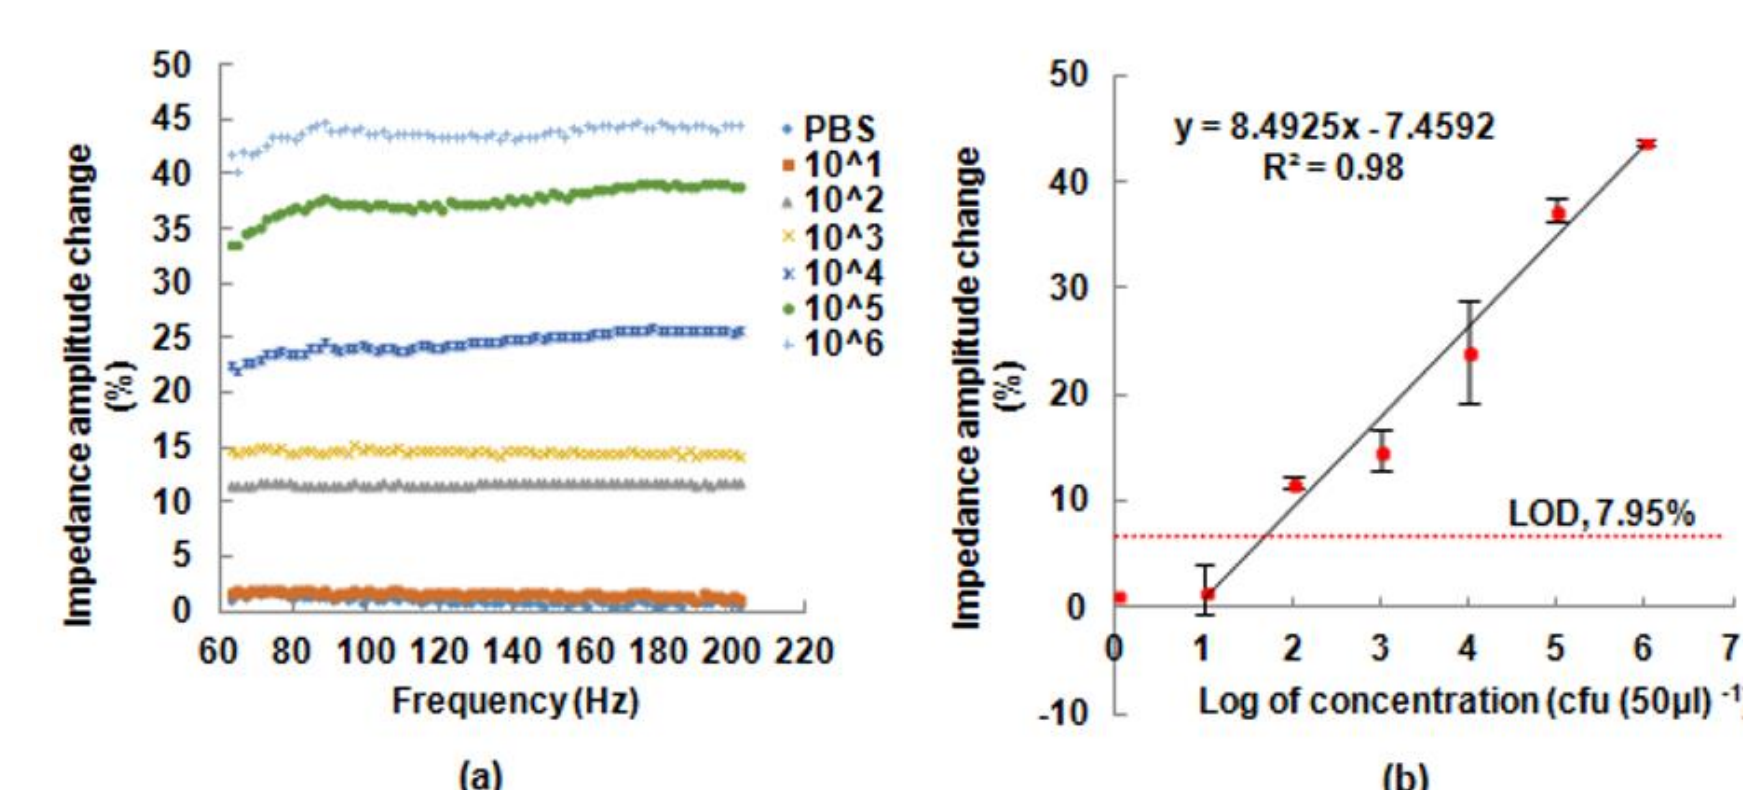 50
45
40
35
30
25
20
15
10
5
0
Impedance amplitude change
(%)
60 80 100 120 140 160 180 200 220
Frequency (Hz)
PBS
10^1
10^2
10^3
10^4
10^5
10^6
(a)
50
40
30
20
10
0
-10
Impedance amplitude change
(%)
y = 8.4925x - 7.4592
R² = 0.98
LOD, 7.95%
0 1 2 3 4 5 6 7
Log of concentration (cfu (50µl) -1
(b)